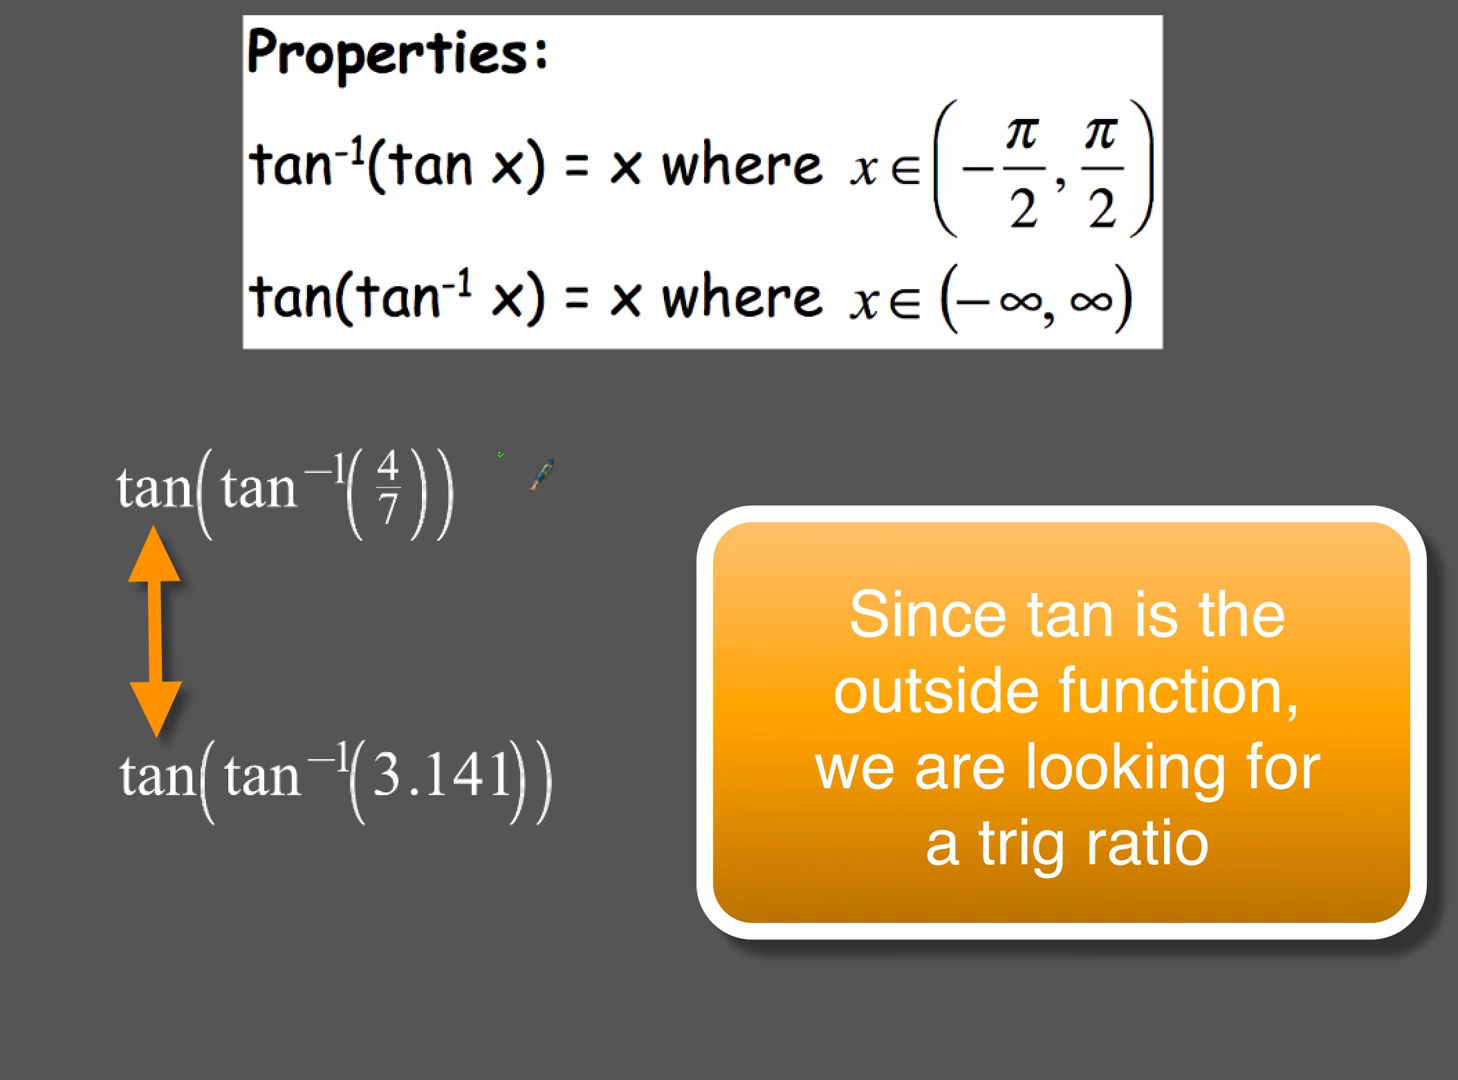 Properties:
tan⁻¹(tan x) = x where x ∈ (−π/2, π/2)
tan(tan⁻¹ x) = x where x ∈ (−∞, ∞)
tan(tan⁻¹(4/7))
Since tan is the
outside function,
we are looking for
a trig ratio
tan(tan⁻¹(3.141))